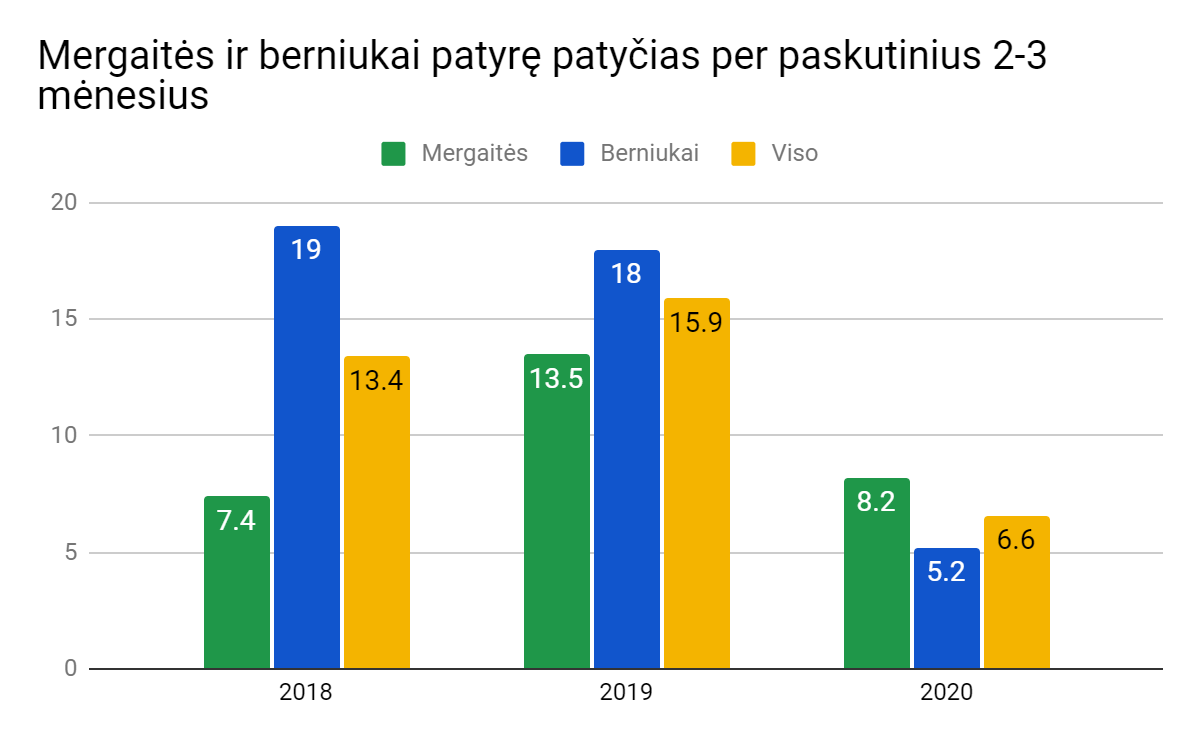 Mergaitės ir berniukai patyrę patyčias per paskutinius 2-3
mėnesius
Mergaitės Berniukai Viso
20
15
10
5
0
7.4 19 13.4
13.5 18 15.9
8.2 5.2 6.6
2018 2019 2020